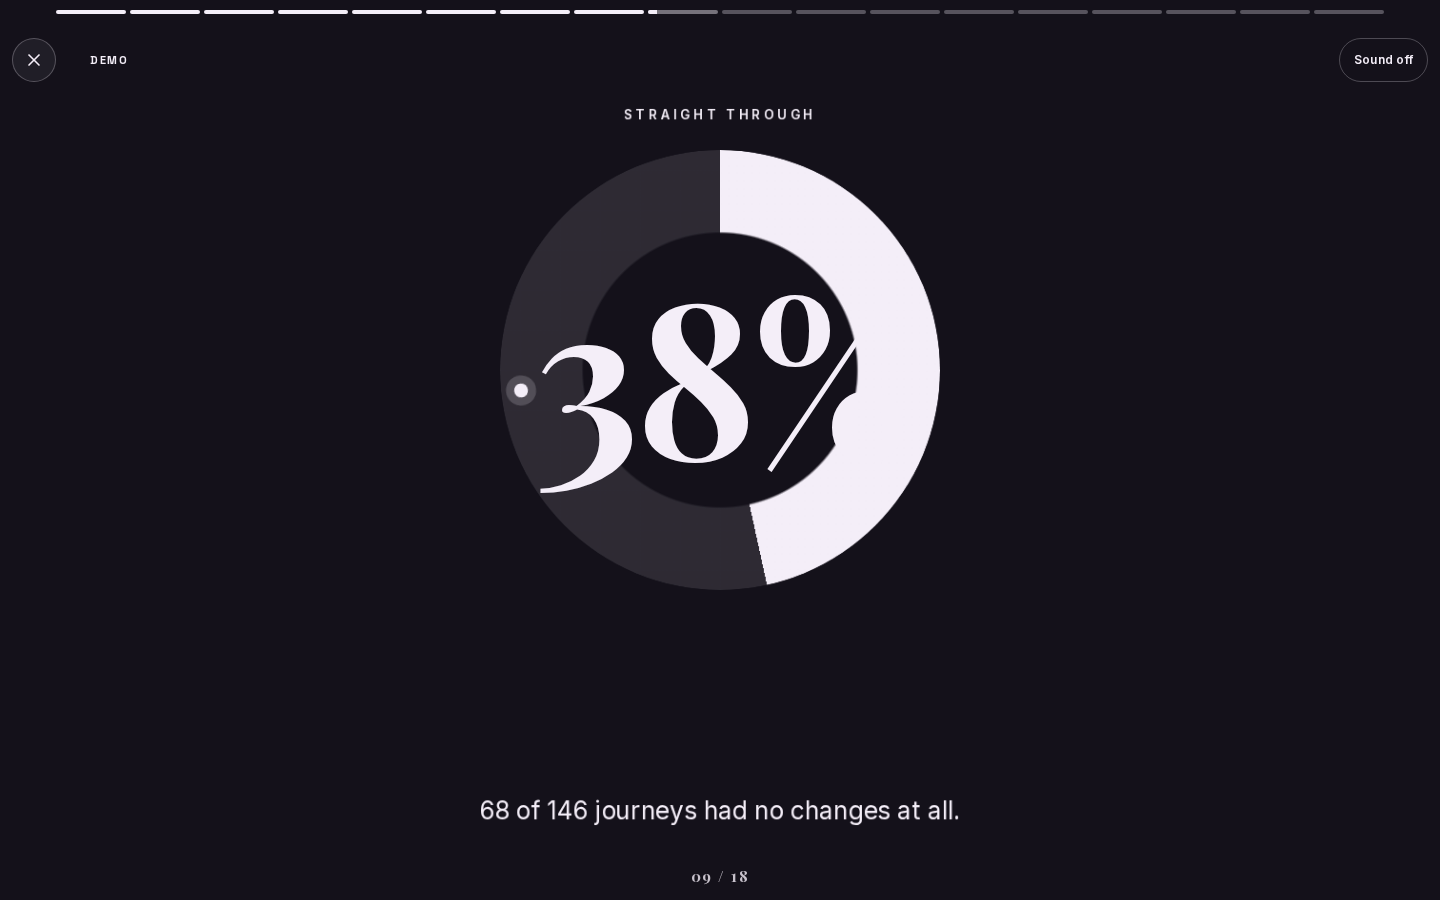 DEMO
Sound off
STRAIGHT THROUGH
38%
68 of 146 journeys had no changes at all.
09 / 18